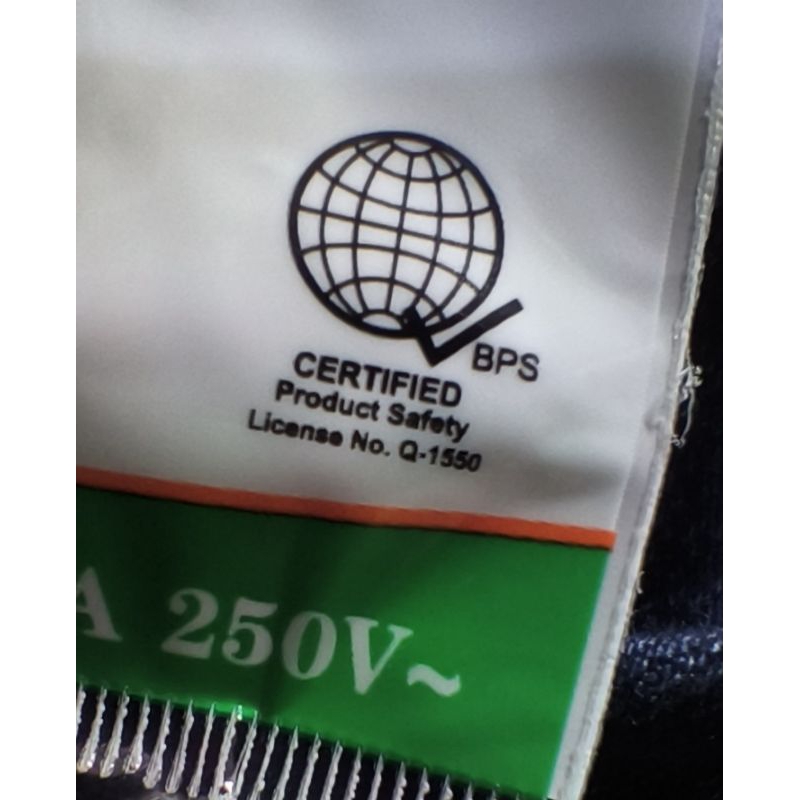 BPS
CERTIFIED
Product Safety
License No. Q-1550
A 250V~